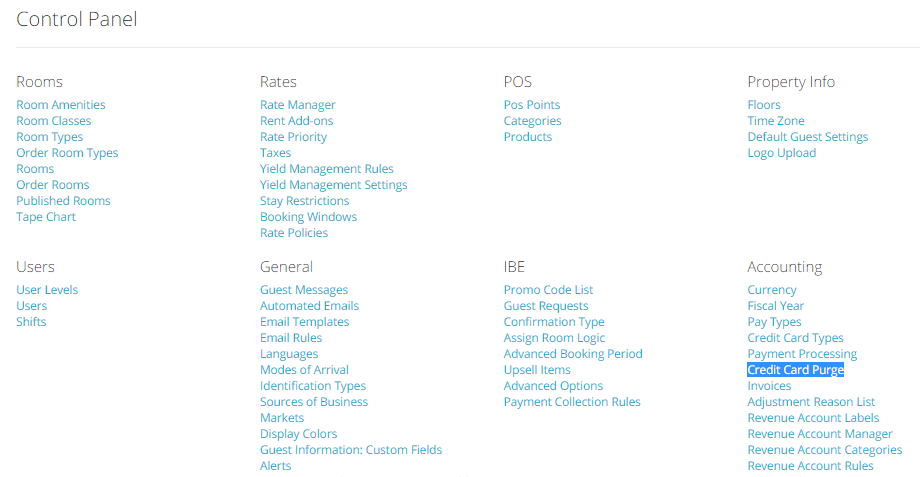 Control Panel
Rooms
Room Amenities
Room Classes
Room Types
Order Room Types
Rooms
Order Rooms
Published Rooms
Tape Chart
Rates
Rate Manager
Rent Add-ons
Rate Priority
Taxes
Yield Management Rules
Yield Management Settings
Stay Restrictions
Booking Windows
Rate Policies
POS
Pos Points
Categories
Products
Property Info
Floors
Time Zone
Default Guest Settings
Logo Upload
Users
User Levels
Users
Shifts
General
Guest Messages
Automated Emails
Email Templates
Email Rules
Languages
Modes of Arrival
Identification Types
Sources of Business
Markets
Display Colors
Guest Information: Custom Fields
Alerts
IBE
Promo Code List
Guest Requests
Confirmation Type
Assign Room Logic
Advanced Booking Period
Upsell Items
Advanced Options
Payment Collection Rules
Accounting
Currency
Fiscal Year
Pay Types
Credit Card Types
Payment Processing
Credit Card Purge
Invoices
Adjustment Reason List
Revenue Account Labels
Revenue Account Manager
Revenue Account Categories
Revenue Account Rules